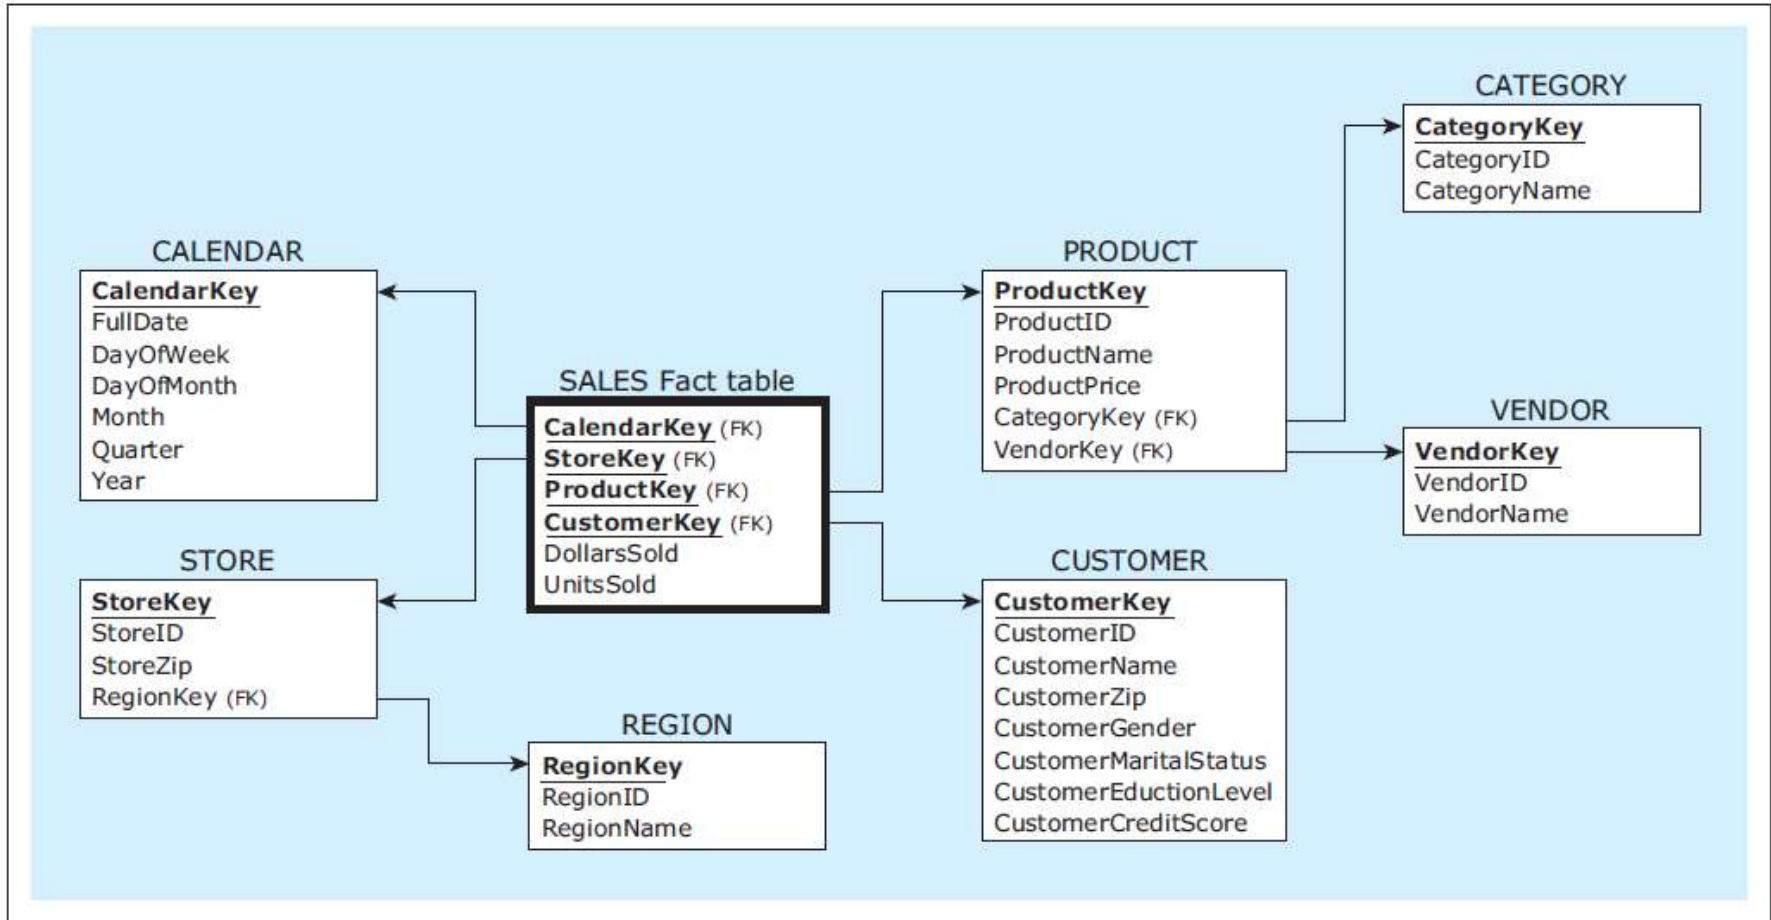 CATEGORY
CategoryKey
CategoryID
CategoryName
CALENDAR
CalendarKey
FullDate
DayOfWeek
DayOfMonth
Month
Quarter
Year
PRODUCT
ProductKey
ProductID
ProductName
ProductPrice
CategoryKey (FK)
VendorKey (FK)
SALES Fact table
CalendarKey (FK)
StoreKey (FK)
ProductKey (FK)
CustomerKey (FK)
DollarsSold
UnitsSold
VENDOR
VendorKey
VendorID
VendorName
STORE
StoreKey
StoreID
StoreZip
RegionKey (FK)
CUSTOMER
CustomerKey
CustomerID
CustomerName
CustomerZip
CustomerGender
CustomerMaritalStatus
CustomerEductionLevel
CustomerCreditScore
REGION
RegionKey
RegionID
RegionName